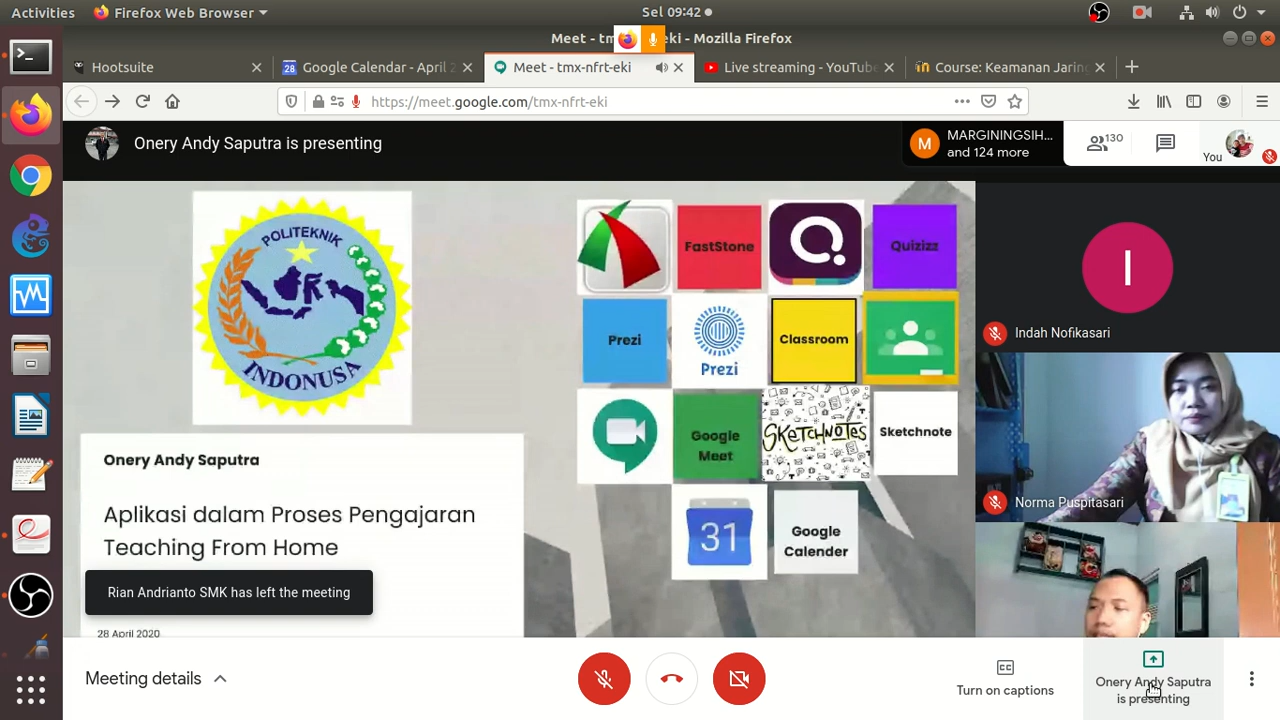 Activities
Firefox Web Browser
Sel 09:42
Meet - tm
eki - Mozilla Firefox
Hootsuite
Google Calendar - April 2
Meet - tmx-nfrt-eki
Live streaming - YouTube
Course: Keamanan Jaring
https://meet.google.com/tmx-nfrt-eki
Onery Andy Saputra is presenting
M
MARGININGSIH...
and 124 more
130
You
POLITEKNIK
INDONUSA
FastStone
Quizizz
Prezi
Prezi
Classroom
Google
Meet
SKETCHNOTES
Sketchnote
31
Google
Calender
Onery Andy Saputra
Aplikasi dalam Proses Pengajaran
Teaching From Home
Rian Andrianto SMK has left the meeting
28 April 2020
I
Indah Nofikasari
Norma Puspitasari
Meeting details
Turn on captions
Onery Andy Saputra
is presenting